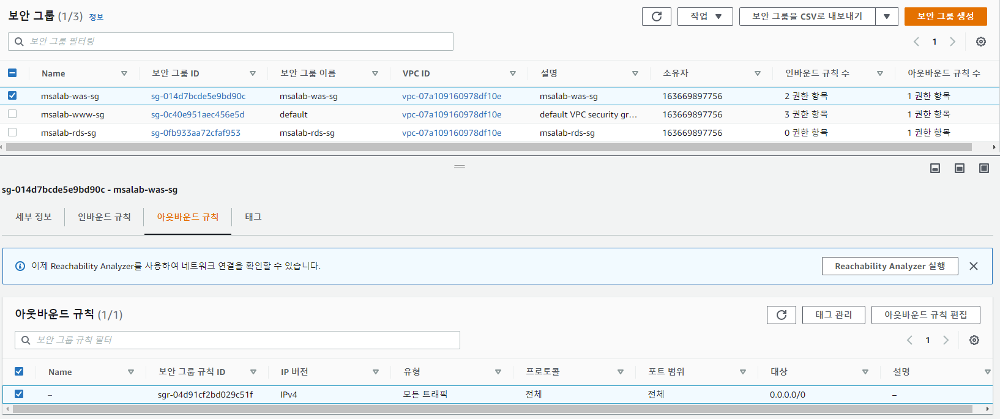 보안 그룹 (1/3) 정보
작업 보안 그룹을 CSV로 내보내기 보안 그룹 생성
보안 그룹 필터링 1
Name 보안 그룹 ID 보안 그룹 이름 VPC ID 설명 소유자 인바운드 규칙 수 아웃바운드 규칙 수
msalab-was-sg sg-014d7bcde5e9bd90c msalab-was-sg vpc-07a109160978df10e msalab-was-sg 163669897756 2 권한 항목 1 권한 항목
msalab-www-sg sg-0c40e951aec456e5d default vpc-07a109160978df10e default VPC security gr... 163669897756 3 권한 항목 1 권한 항목
msalab-rds-sg sg-0fb933aa72cfaf953 msalab-rds-sg vpc-07a109160978df10e msalab-rds-sg 163669897756 0 권한 항목 1 권한 항목
sg-014d7bcde5e9bd90c - msalab-was-sg
세부 정보 인바운드 규칙 아웃바운드 규칙 태그
이제 Reachability Analyzer를 사용하여 네트워크 연결을 확인할 수 있습니다. Reachability Analyzer 실행
아웃바운드 규칙 (1/1) 태그 관리 아웃바운드 규칙 편집
보안 그룹 규칙 필터 1
Name 보안 그룹 규칙 ID IP 버전 유형 프로토콜 포트 범위 대상 설명
– sgr-04d91cf2bd029c51f IPv4 모든 트래픽 전체 전체 0.0.0.0/0 –